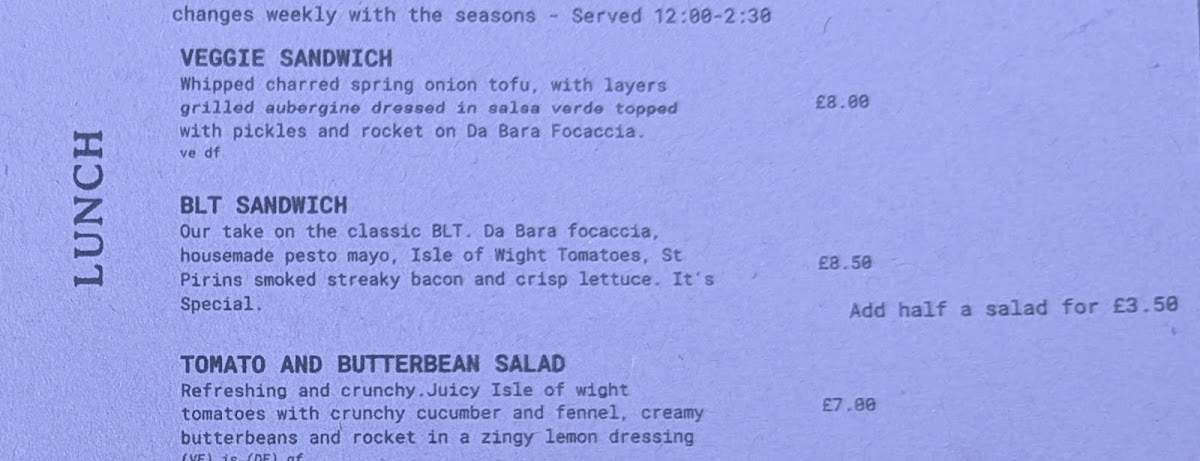 changes weekly with the seasons - Served 12:00-2:30
LUNCH
VEGGIE SANDWICH
Whipped charred spring onion tofu, with layers
grilled aubergine dressed in salsa verde topped
with pickles and rocket on Da Bara Focaccia.
ve df
£8.00
BLT SANDWICH
Our take on the classic BLT. Da Bara focaccia,
housemade pesto mayo, Isle of Wight Tomatoes, St
Pirins smoked streaky bacon and crisp lettuce. It's
Special.
£8.50
Add half a salad for £3.50
TOMATO AND BUTTERBEAN SALAD
Refreshing and crunchy.Juicy Isle of wight
tomatoes with crunchy cucumber and fennel, creamy
butterbeans and rocket in a zingy lemon dressing
£7.00